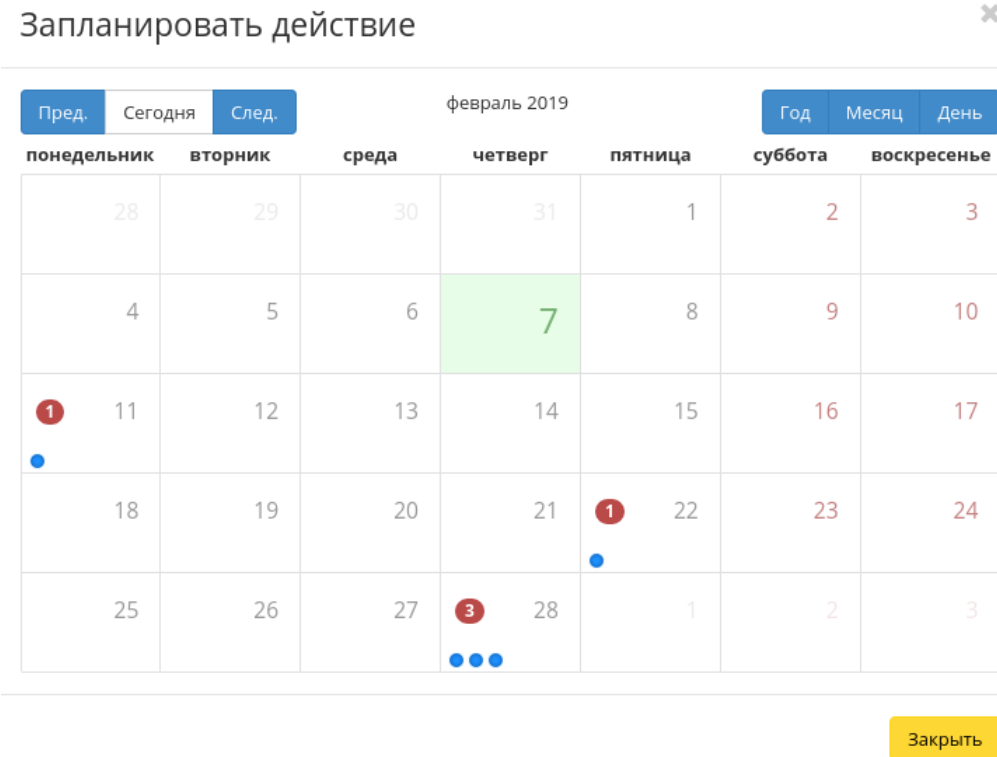 Запланировать действие ×
Пред. Сегодня След. февраль 2019 Год Месяц День
понедельник вторник среда четверг пятница суббота воскресенье
28 29 30 31 1 2 3
4 5 6 7 8 9 10
1 11 12 13 14 15 16 17
18 19 20 21 1 22 23 24
25 26 27 3 28 1 2 3
Закрыть